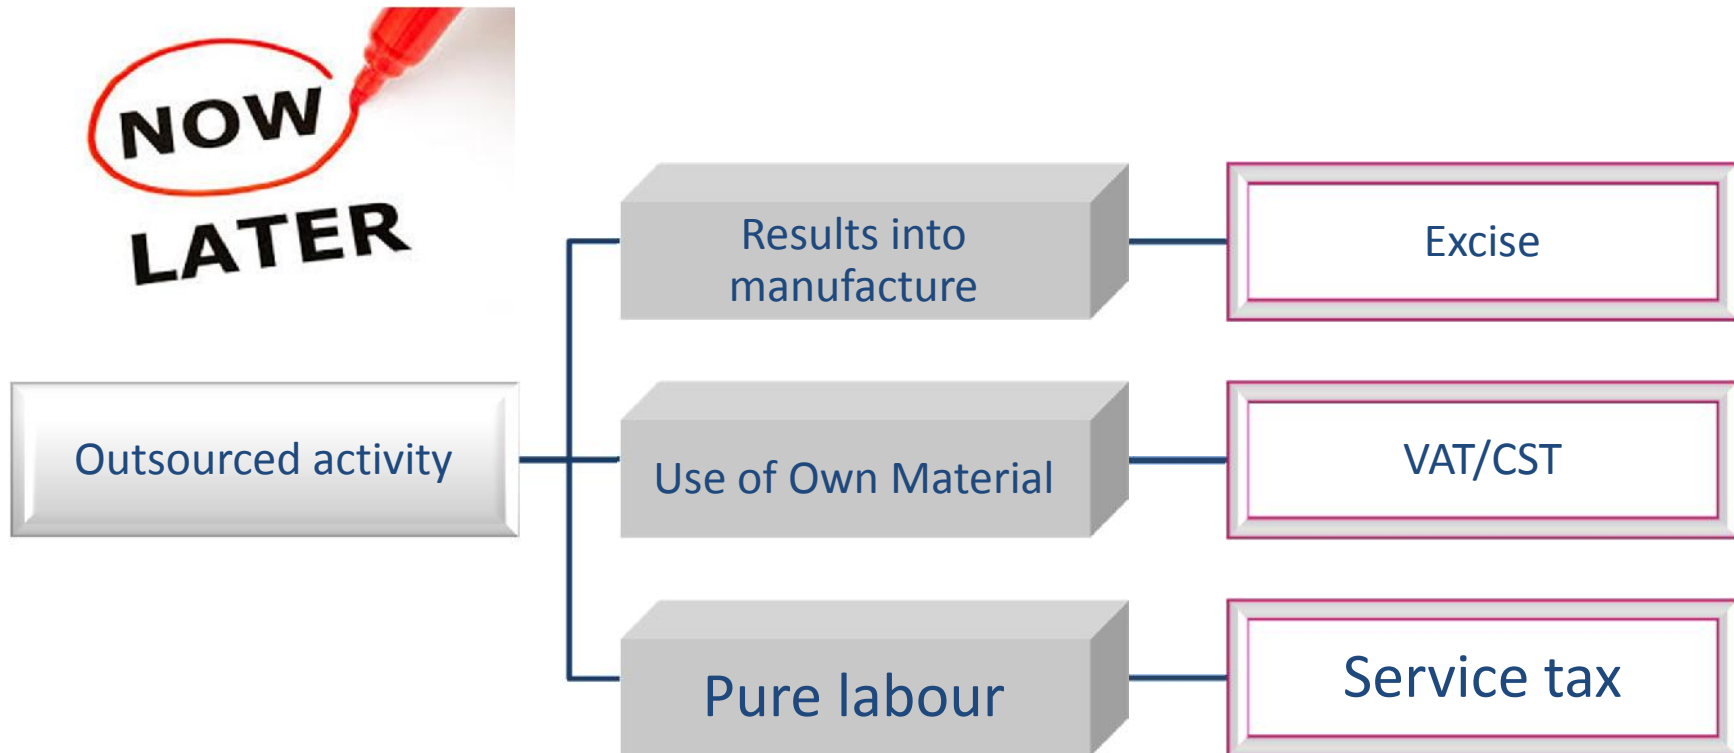 NOW
LATER
Outsourced activity
Results into
manufacture
Excise
Use of Own Material
VAT/CST
Pure labour
Service tax